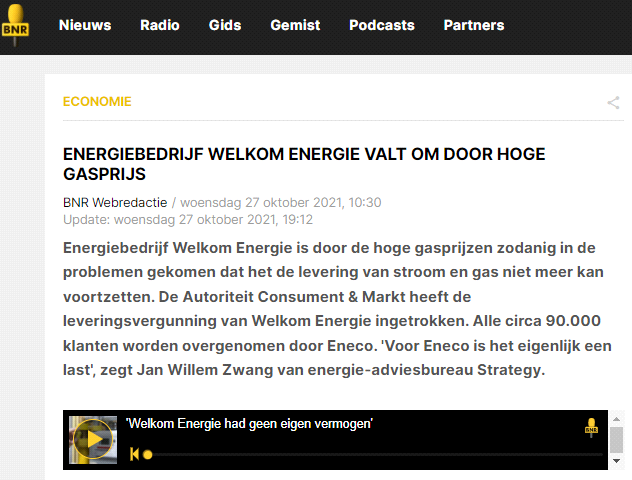 BNR
Nieuws Radio Gids Gemist Podcasts Partners
ECONOMIE
ENERGIEBEDRIJF WELKOM ENERGIE VALT OM DOOR HOGE
GASPRIJS
BNR Webredactie / woensdag 27 oktober 2021, 10:30
Update: woensdag 27 oktober 2021, 19:12
Energiebedrijf Welkom Energie is door de hoge gasprijzen zodanig in de
problemen gekomen dat het de levering van stroom en gas niet meer kan
voortzetten. De Autoriteit Consument & Markt heeft de
leveringsvergunning van Welkom Energie ingetrokken. Alle circa 90.000
klanten worden overgenomen door Eneco. 'Voor Eneco is het eigenlijk een
last', zegt Jan Willem Zwang van energie-adviesbureau Strategy.
'Welkom Energie had geen eigen vermogen'
BNR